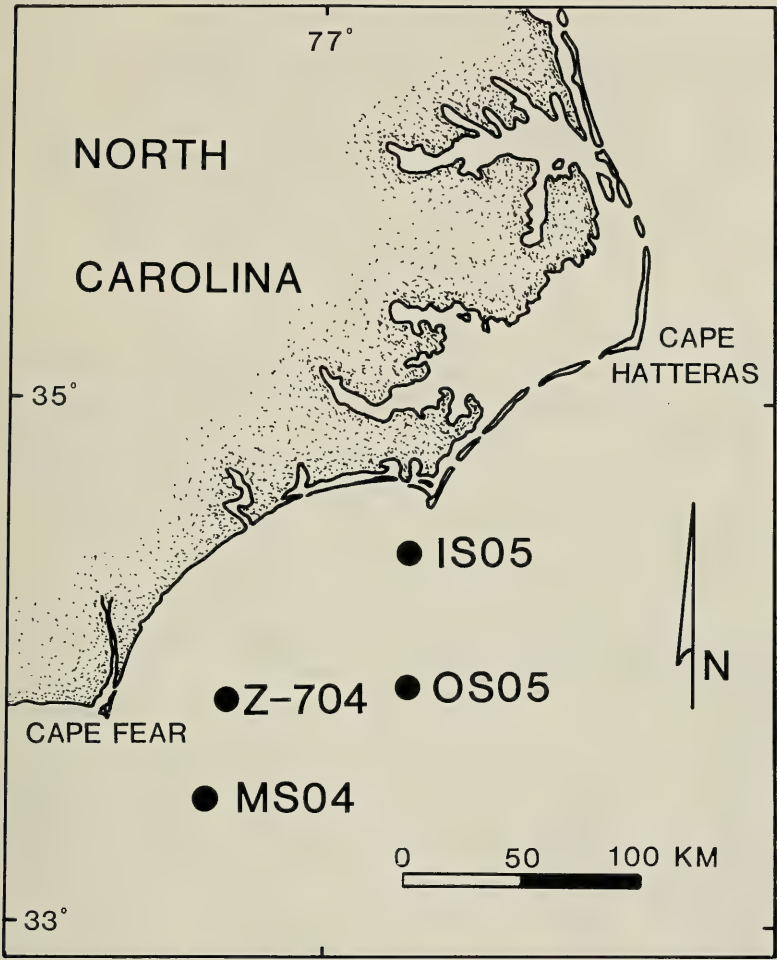 77°
NORTH
CAROLINA
CAPE
HATTERAS
35°
IS05
N
OS05
Z-704
CAPE FEAR
MS04
0 50 100 KM
33°